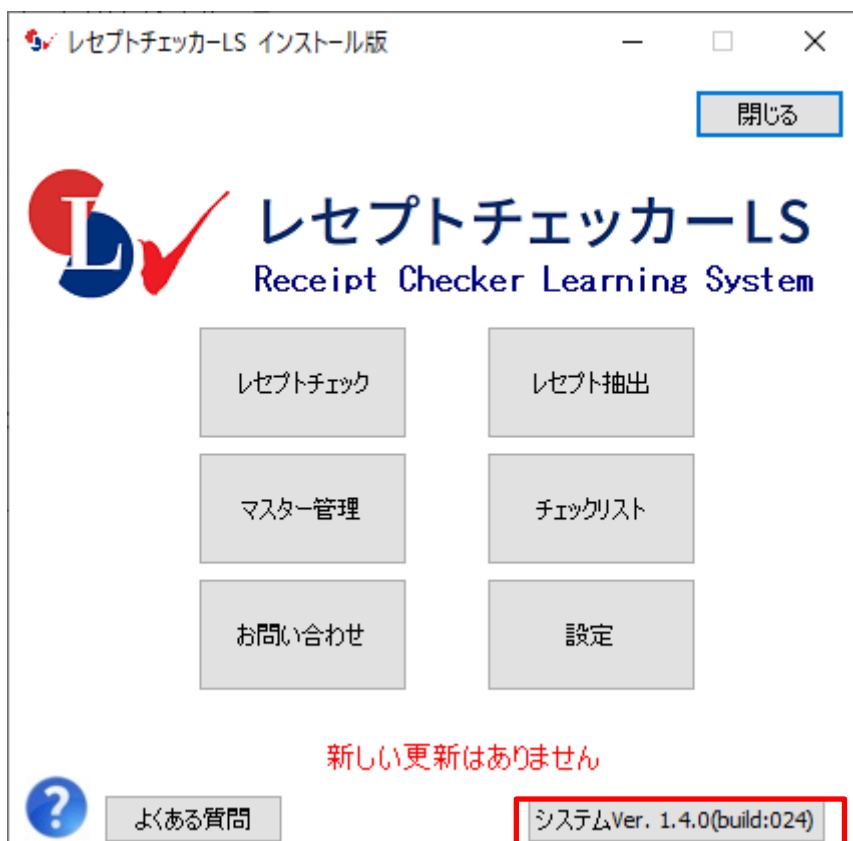 レセプトチェッカーLS インストール版
閉じる
L
レセプトチェッカーLS
Receipt Checker Learning System
レセプトチェック
レセプト抽出
マスター管理
チェックリスト
お問い合わせ
設定
新しい更新はありません
?
よくある質問
システムVer. 1.4.0(build:024)